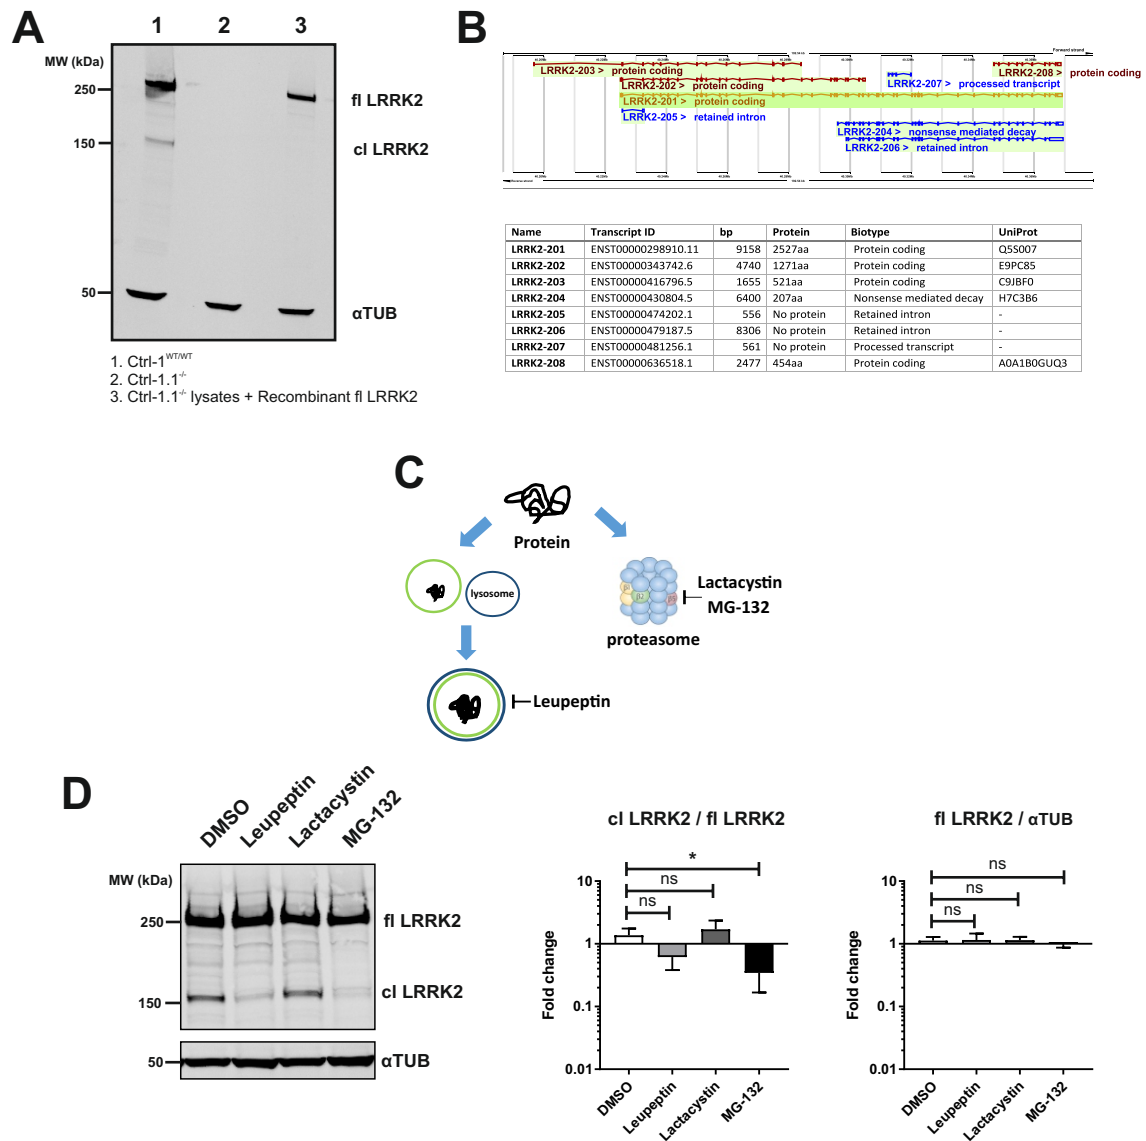 A
1 2 3
MW (kDa)
250
150
50
fl LRRK2
cl LRRK2
αTUB
1. Ctrl-1WT/WT
2. Ctrl-1.1-/-
3. Ctrl-1.1-/- lysates + Recombinant fl LRRK2
B
Forward strand
LRRK2-203 > protein coding
LRRK2-208 > protein coding
LRRK2-202 > protein coding
LRRK2-207 > processed transcript
LRRK2-201 > protein coding
LRRK2-205 > retained intron
LRRK2-204 > nonsense mediated decay
LRRK2-206 > retained intron
Reverse strand
Name Transcript ID bp Protein Biotype UniProt
LRRK2-201 ENST00000298910.11 9158 2527aa Protein coding Q5S007
LRRK2-202 ENST00000343742.6 4740 1271aa Protein coding E9PC85
LRRK2-203 ENST00000416796.5 1655 521aa Protein coding C9JBF0
LRRK2-204 ENST00000430804.5 6400 207aa Nonsense mediated decay H7C3B6
LRRK2-205 ENST00000474202.1 556 No protein Retained intron -
LRRK2-206 ENST00000479187.5 8306 No protein Retained intron -
LRRK2-207 ENST00000481256.1 561 No protein Processed transcript -
LRRK2-208 ENST00000636518.1 2477 454aa Protein coding A0A1B0GUQ3
C
Protein
lysosome
Lactacystin
MG-132
proteasome
Leupeptin
D
DMSO
Leupeptin
Lactacystin
MG-132
MW (kDa)
250
150
50
fl LRRK2
cl LRRK2
αTUB
cl LRRK2 / fl LRRK2
*
ns
ns
Fold change
10
1
0.1
0.01
DMSO
Leupeptin
Lactacystin
MG-132
fl LRRK2 / αTUB
ns
ns
ns
Fold change
10
1
0.1
0.01
DMSO
Leupeptin
Lactacystin
MG-132